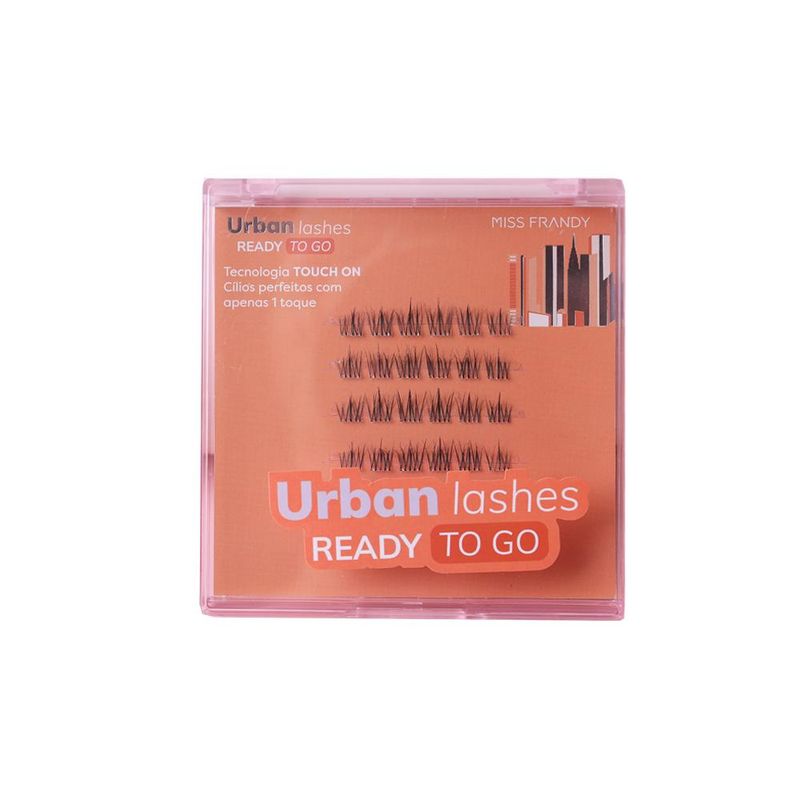 Urban lashes
READY TO GO
MISS FRANDY
Tecnologia TOUCH ON
Cílios perfeitos com
apenas 1 toque
Urban lashes
READY TO GO